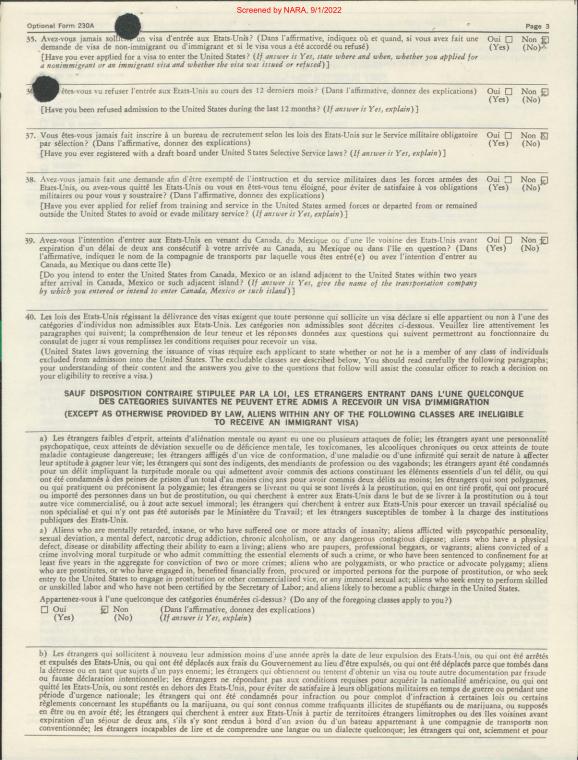 Screened by NARA, 9/1/2022
Optional Form 230A
Page 3
35. Avez-vous jamais un visa d'entrée aux Etats-Unis? (Dans l'affirmative, indiquez où et quand, si vous avez fait une Oui Non
demande de visa de non-immigrant ou d'immigrant et si le visa vous a été accordé ou refusé) (Yes) (No)
[Have you ever applied for a visa to enter the United States? (If answer is Yes, state where and when, whether you applied for
a nonimmigrant or an immigrant visa and whether the visa was issued or refused)]
êtes-vous vu refuser l'entrée aux Etats-Unis au cours des 12 derniers mois? (Dans l'affirmative, donnez des explications) Oui Non
(Yes) (No)
[Have you been refused admission to the United States during the last 12 months? (If answer is Yes, explain)]
37. Vous êtes-vous jamais fait inscrire à un bureau de recrutement selon les lois des Etats-Unis sur le Service militaire obligatoire Oui Non
par sélection? (Dans l'affirmative, donnez des explications) (Yes) (No)
[Have you ever registered with a draft board under United States Selective Service laws? (If answer is Yes, explain)]
38. Avez-vous jamais fait une demande afin d'être exempté de l'instruction et du service militaires dans les forces armées des Oui Non
Etats-Unis, ou avez-vous quitté les Etats-Unis ou vous en êtes-vous tenu éloigné, pour éviter de satisfaire à vos obligations (Yes) (No)
militaires ou pour vous y soustraire? (Dans l'affirmative, donnez des explications)
[Have you ever applied for relief from training and service in the United States armed forces or departed from or remained
outside the United States to avoid or evade military service? (If answer is Yes, explain)]
39. Avez-vous l'intention d'entrer aux Etats-Unis en venant du Canada, du Mexique ou d'une île voisine des Etats-Unis avant Oui Non
expiration d'un délai de deux ans consécutif à votre arrivée au Canada, au Mexique ou dans l'île en question? (Dans (Yes) (No)
l'affirmative, indiquez le nom de la compagnie de transports par laquelle vous êtes entré(e) ou avez l'intention d'entrer au
Canada, au Mexique ou dans cette île)
[Do you intend to enter the United States from Canada, Mexico or an island adjacent to the United States within two years
after arrival in Canada, Mexico or such adjacent island? (If answer is Yes, give the name of the transportation company
by which you entered or intend to enter Canada, Mexico or such island)]
40. Les lois des Etats-Unis régissant la délivrance des visas exigent que toute personne qui sollicite un visa déclare si elle appartient ou non à l'une des
catégories d'individus non admissibles aux Etats-Unis. Les catégories non admissibles sont décrites ci-dessous. Veuillez lire attentivement les
paragraphes qui suivent; la compréhension de leur teneur et les réponses données aux questions qui suivent permettront au fonctionnaire du
consulat de juger si vous remplissez les conditions requises pour recevoir un visa.
(United States laws governing the issuance of visas require each applicant to state whether or not he is a member of any class of individuals
excluded from admission into the United States. The excludable classes are described below, You should read carefully the following paragraphs;
your understanding of their content and the answers you give to the questions that follow will assist the consular officer to reach a decision on
your eligibility to receive a visa.)
SAUF DISPOSITION CONTRAIRE STIPULEE PAR LA LOI, LES ETRANGERS ENTRANT DANS L'UNE QUELCONQUE
DES CATEGORIES SUIVANTES NE PEUVENT ETRE ADMIS A RECEVOIR UN VISA D'IMMIGRATION
(EXCEPT AS OTHERWISE PROVIDED BY LAW, ALIENS WITHIN ANY OF THE FOLLOWING CLASSES ARE INELIGIBLE
TO RECEIVE AN IMMIGRANT VISA)
a) Les étrangers faibles d'esprit, atteints d'aliénation mentale ou ayant eu une ou plusieurs attaques de folie; les étrangers ayant une personnalité
psychopatique, ceux atteints de déviation sexuelle ou de déficience mentale, les toxicomanes, les alcooliques chroniques ou ceux atteints de toute
maladie contagieuse dangereuse; les étrangers affligés d'un vice de conformation, d'une maladie ou d'une infirmité qui serait de nature à affecter
leur aptitude à gagner leur vie; les étrangers qui sont des indigents, des mendiants de profession ou des vagabonds; les étrangers ayant été condamnés
pour un délit impliquant la turpitude morale ou qui admettent avoir commis des actions constituant les éléments essentiels d'un tel délit, ou qui
ont été condamnés à des peines de prison d'un total d'au moins cinq ans pour avoir commis deux délits au moins; les étrangers qui sont polygames,
ou qui pratiquent ou préconisent la polygamie; les étrangers se livrant ou qui se sont livrés à la prostitution, qui en ont tiré profit, qui ont procuré
ou importé des personnes dans un but de prostitution, ou qui cherchent à entrer aux Etats-Unis dans le but de se livrer à la prostitution ou à tout
autre vice commercialisé, ou à tout acte sexuel immoral; les étrangers qui cherchent à entrer aux Etats-Unis pour exercer un travail spécialisé ou
non spécialisé et qui n'y ont pas été autorisés par le Ministère du Travail; et les étrangers susceptibles de tomber à la charge des institutions
publiques des Etats-Unis.
a) Aliens who are mentally retarded, insane, or who have suffered one or more attacks of insanity; aliens afflicted with psychopathic personality,
sexual deviation, a mental defect, narcotic drug addiction, chronic alcoholism, or any dangerous contagious disease; aliens who have a physical
defect, disease or disability affecting their ability to earn a living; aliens who are paupers, professional beggars, or vagrants; aliens convicted of a
crime involving moral turpitude or who admit committing the essential elements of such a crime, or who have been sentenced to confinement for at
least five years in the aggregate for conviction of two or more crimes; aliens who are polygamists, or who practice or advocate polygamy; aliens
who are prostitutes, or who have engaged in, benefited financially from, procured or imported persons for the purpose of prostitution, or who seek
entry to the United States to engage in prostitution or other commercialized vice, or any immoral sexual act; aliens who seek entry to perform skilled
or unskilled labor and who have not been certified by the Secretary of Labor; and aliens likely to become a public charge in the United States.
Appartenez-vous à l'une quelconque des catégories énumérées ci-dessus? (Do any of the foregoing classes apply to you?)
Oui Non (Dans l'affirmative, donnez des explications)
(Yes) (No) (If answer is Yes, explain)
b) Les étrangers qui sollicitent à nouveau leur admission moins d'une année après la date de leur expulsion des Etats-Unis, ou qui ont été arrêtés
et expulsés des Etats-Unis, ou qui ont été déplacés aux frais du Gouvernement au lieu d'être expulsés, ou qui ont été déplacés parce que tombés dans
la détresse ou en tant que sujets d'un pays ennemi; les étrangers qui obtiennent ou tentent d'obtenir un visa ou toute autre documentation par fraude
ou fausse déclaration intentionnelle; les étrangers ne répondant pas aux conditions requises pour acquérir la nationalité américaine, ou qui ont
quitté les Etats-Unis, ou sont restés en dehors des Etats-Unis, pour éviter de satisfaire à leurs obligations militaires en temps de guerre ou pendant une
période d'urgence nationale; les étrangers qui ont été condamnés pour infraction ou pour complot d'infraction à certaines lois ou certains
règlements concernant les stupéfiants ou la marijuana, ou qui sont connus comme trafiquants illicites de stupéfiants ou de marijuana, ou supposés
en être ou en avoir été; les étrangers qui cherchent à entrer aux Etats-Unis à partir de territoires étrangers limitrophes ou des îles voisines avant
expiration d'un séjour de deux ans, s'ils s'y sont rendus à bord d'un avion ou d'un bateau appartenant à une compagnie de transports non
conventionnée; les étrangers incapables de lire et de comprendre une langue ou un dialecte quelconque; les étrangers qui ont, sciemment et pour